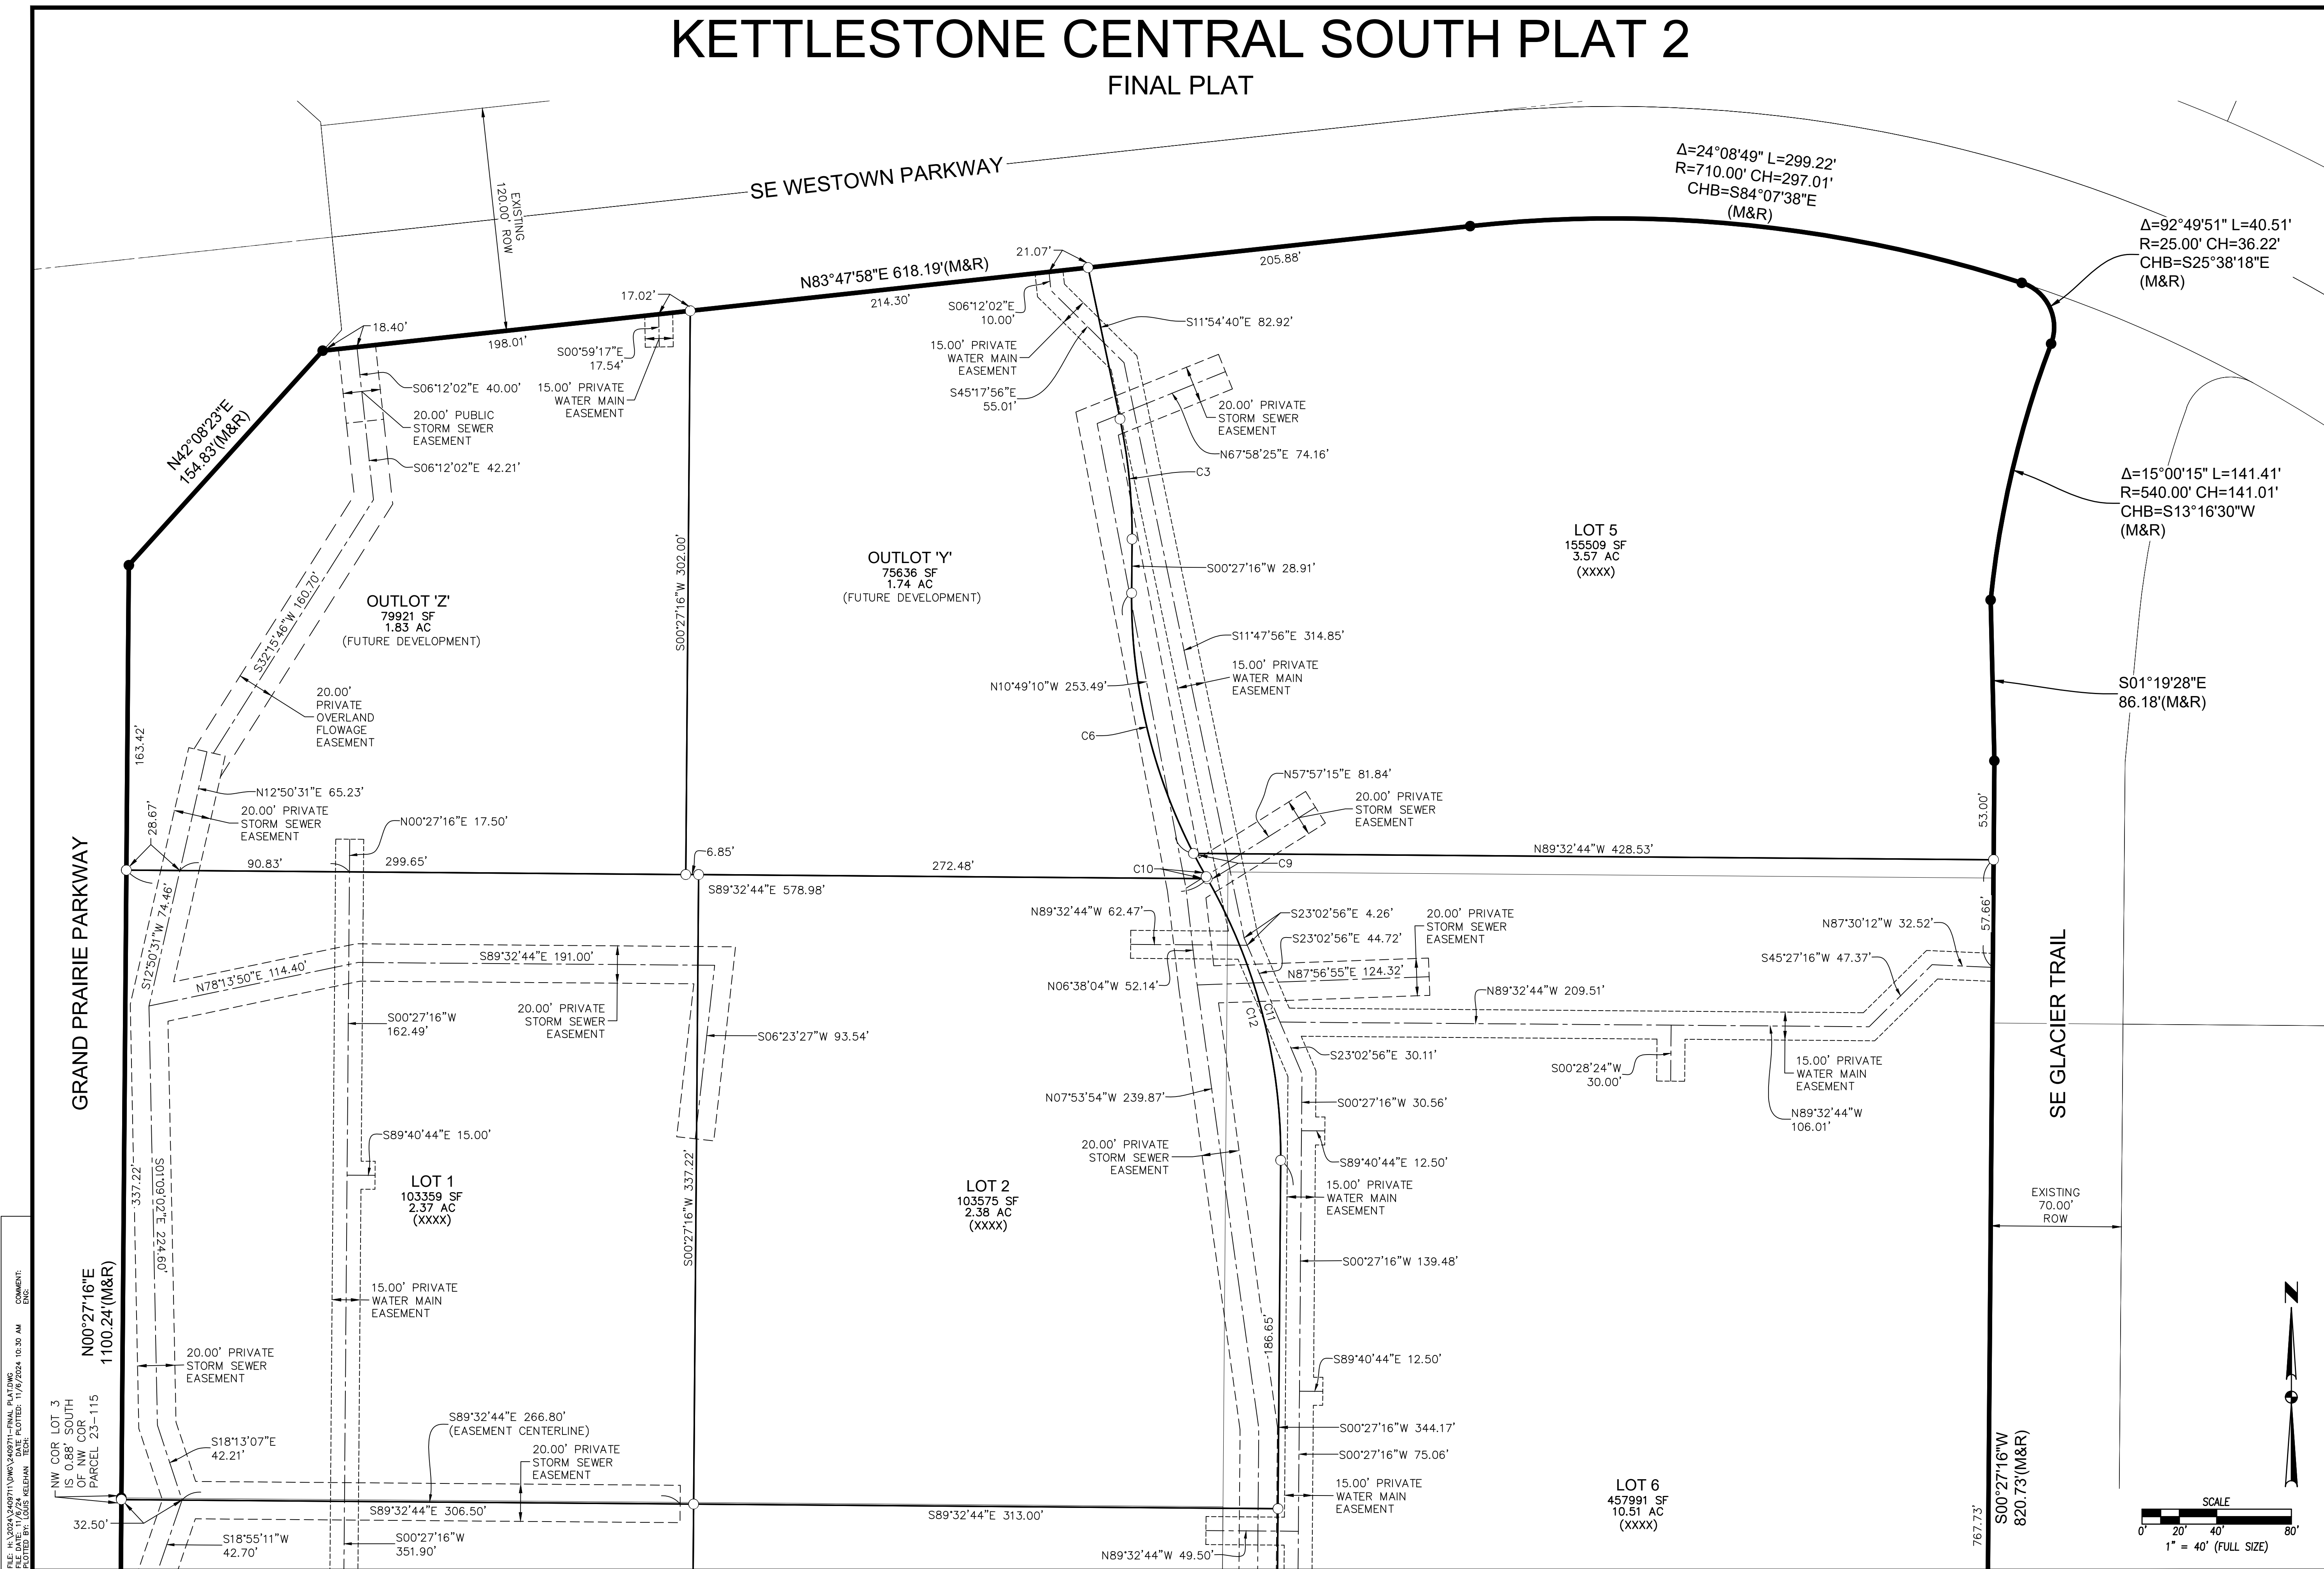 KETTLESTONE CENTRAL SOUTH PLAT 2
FINAL PLAT
SE WESTOWN PARKWAY
EXISTING
120.00' ROW
Δ=24°08'49" L=299.22'
R=710.00' CH=297.01'
CHB=S84°07'38"E
(M&R)
Δ=92°49'51" L=40.51'
R=25.00' CH=36.22'
CHB=S25°38'18"E
(M&R)
N83°47'58"E 618.19'(M&R)
21.07'
205.88'
17.02'
214.30'
18.40'
198.01'
S06°12'02"E
10.00'
S11°54'40"E 82.92'
S00°59'17"E
17.54'
15.00' PRIVATE
WATER MAIN
EASEMENT
15.00' PRIVATE
WATER MAIN
EASEMENT
S45°17'56"E
55.01'
S06°12'02"E 40.00'
20.00' PUBLIC
STORM SEWER
EASEMENT
S06°12'02"E 42.21'
N42°08'23"E
154.83'(M&R)
20.00' PRIVATE
STORM SEWER
EASEMENT
N67°58'25"E 74.16'
C3
Δ=15°00'15" L=141.41'
R=540.00' CH=141.01'
CHB=S13°16'30"W
(M&R)
LOT 5
155509 SF
3.57 AC
(XXXX)
OUTLOT 'Y'
75636 SF
1.74 AC
(FUTURE DEVELOPMENT)
S00°27'16"W 28.91'
S00°27'16"W 302.00'
OUTLOT 'Z'
79921 SF
1.83 AC
(FUTURE DEVELOPMENT)
S32°15'46"W 160.70'
S11°47'56"E 314.85'
15.00' PRIVATE
WATER MAIN
EASEMENT
N10°49'10"W 253.49'
C6
S01°19'28"E
86.18'(M&R)
20.00'
PRIVATE
OVERLAND
FLOWAGE
EASEMENT
163.42'
N12°50'31"E 65.23'
20.00' PRIVATE
STORM SEWER
EASEMENT
28.67'
N00°27'16"E 17.50'
N57°57'15"E 81.84'
20.00' PRIVATE
STORM SEWER
EASEMENT
53.00'
90.83'
299.65'
6.85'
272.48'
S89°32'44"E 578.98'
C10
C9
N89°32'44"W 428.53'
GRAND PRAIRIE PARKWAY
S12°50'31"W 74.46'
N78°13'50"E 114.40'
S89°32'44"E 191.00'
20.00' PRIVATE
STORM SEWER
EASEMENT
N89°32'44"W 62.47'
S23°02'56"E 4.26'
S23°02'56"E 44.72'
20.00' PRIVATE
STORM SEWER
EASEMENT
N87°56'55"E 124.32'
N06°38'04"W 52.14'
N87°30'12"W 32.52'
57.66'
S45°27'16"W 47.37'
N89°32'44"W 209.51'
C12
C11
S00°27'16"W
162.49'
S06°23'27"W 93.54'
S23°02'56"E 30.11'
S00°28'24"W
30.00'
15.00' PRIVATE
WATER MAIN
EASEMENT
N89°32'44"W
106.01'
SE GLACIER TRAIL
N07°53'54"W 239.87'
S00°27'16"W 30.56'
20.00' PRIVATE
STORM SEWER
EASEMENT
S89°40'44"E 15.00'
S89°40'44"E 12.50'
337.22'
S01°09'02"E 224.60'
LOT 1
103359 SF
2.37 AC
(XXXX)
S00°27'16"W 337.22'
LOT 2
103575 SF
2.38 AC
(XXXX)
15.00' PRIVATE
WATER MAIN
EASEMENT
EXISTING
70.00'
ROW
S00°27'16"W 139.48'
N00°27'16"E
1100.24'(M&R)
15.00' PRIVATE
WATER MAIN
EASEMENT
186.65'
20.00' PRIVATE
STORM SEWER
EASEMENT
S89°40'44"E 12.50'
NW COR LOT 3
IS 0.88' SOUTH
OF NW COR
PARCEL 23-115
S89°32'44"E 266.80'
(EASEMENT CENTERLINE)
20.00' PRIVATE
STORM SEWER
EASEMENT
S18°13'07"E
42.21'
S00°27'16"W 344.17'
S00°27'16"W 75.06'
15.00' PRIVATE
WATER MAIN
EASEMENT
LOT 6
457991 SF
10.51 AC
(XXXX)
S00°27'16"W
820.73'(M&R)
767.73'
32.50'
S89°32'44"E 306.50'
S89°32'44"E 313.00'
S18°55'11"W
42.70'
S00°27'16"W
351.90'
N89°32'44"W 49.50'
N
SCALE
0' 20' 40' 80'
1" = 40' (FULL SIZE)
FILE: H:\2024\2409711\DWG\2409711-FINAL PLAT.DWG
FILE DATE: 11/6/24 DATE PLOTTED: 11/6/2024 10:30 AM COMMENT:
PLOTTED BY: LOUIS KELLEHAN TECH: ENG: